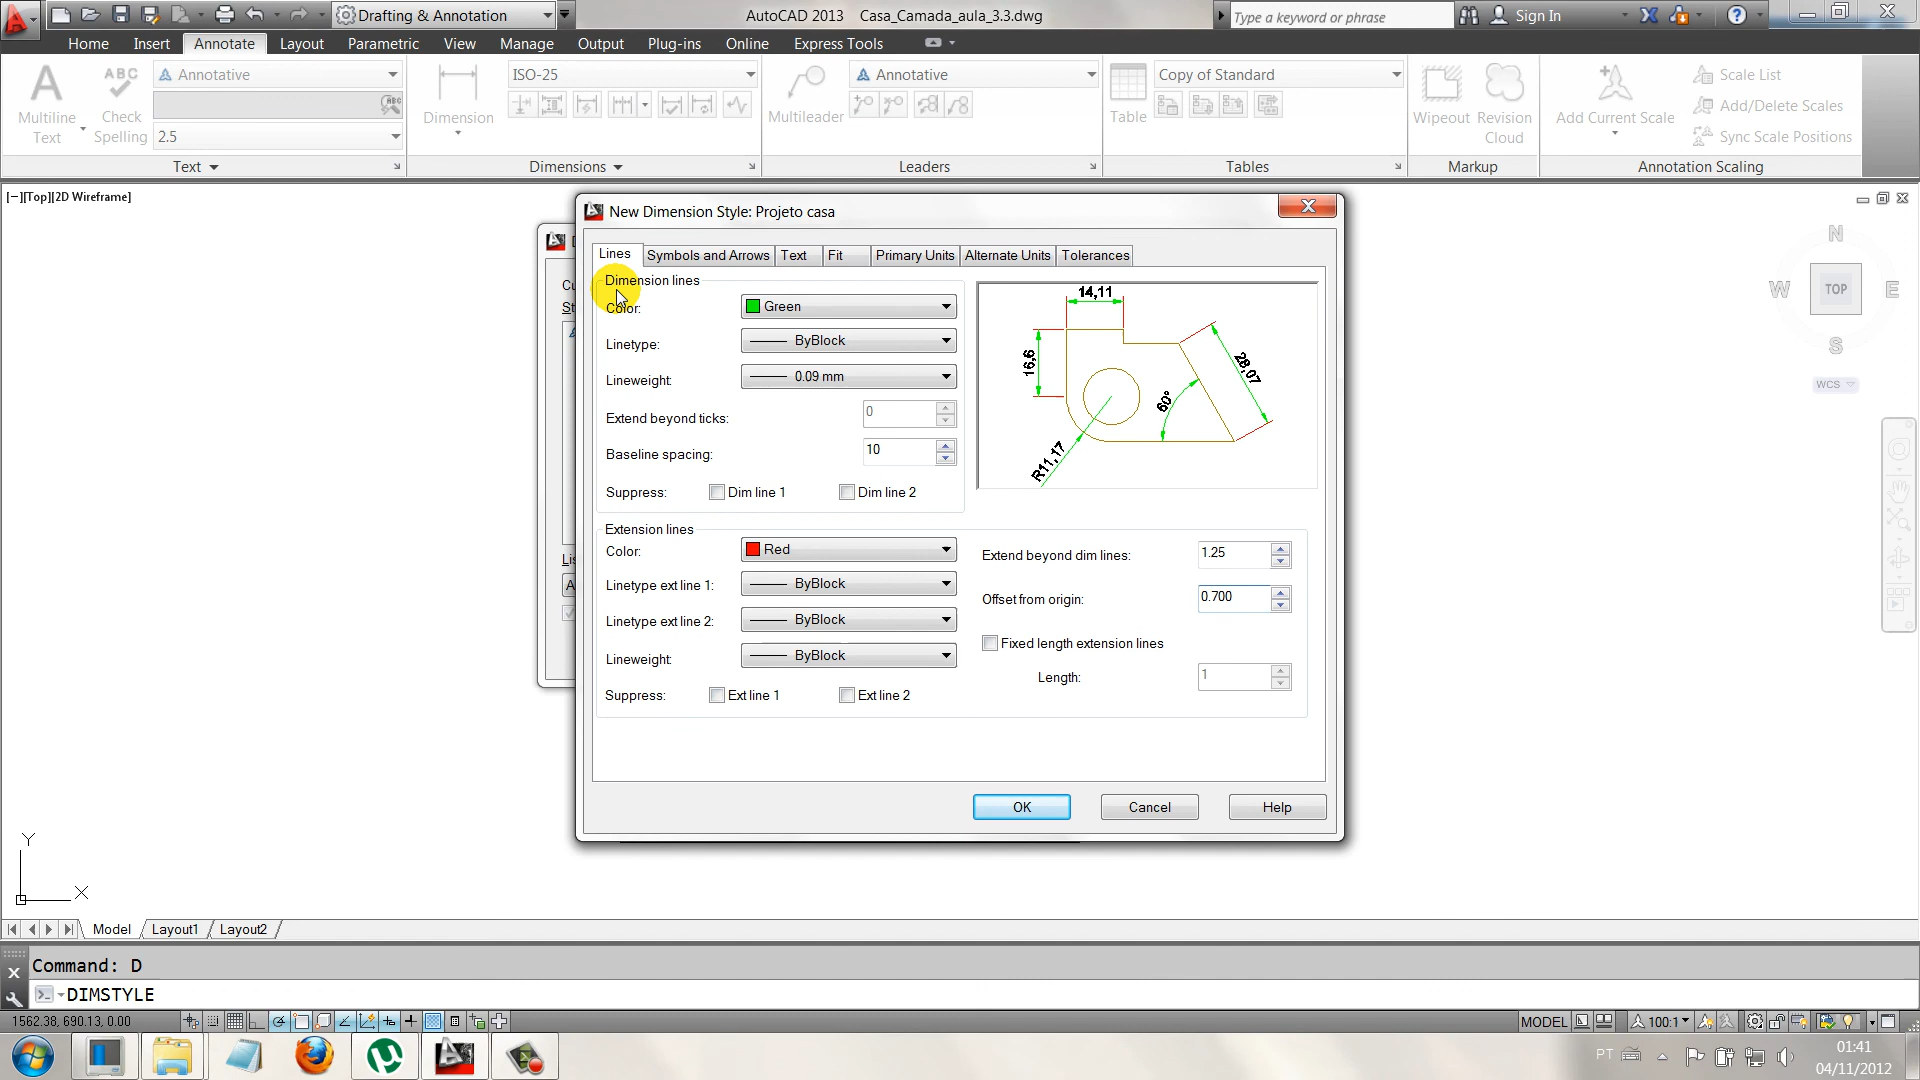 Drafting & Annotation
AutoCAD 2013 Casa_Camada_aula_3.3.dwg
Type a keyword or phrase
Sign In
Home Insert Annotate Layout Parametric View Manage Output Plug-ins Online Express Tools
Annotative
ISO-25
Annotative
Copy of Standard
Scale List
Multiline Text
Check Spelling
2.5
Dimension
Multileader
Table
Wipeout
Revision Cloud
Add Current Scale
Add/Delete Scales
Sync Scale Positions
Text
Dimensions
Leaders
Tables
Markup
Annotation Scaling
[−][Top][2D Wireframe]
New Dimension Style: Projeto casa
Lines Symbols and Arrows Text Fit Primary Units Alternate Units Tolerances
Dimension lines
Color: Green
Linetype: ByBlock
Lineweight: 0.09 mm
Extend beyond ticks: 0
Baseline spacing: 10
Suppress: Dim line 1 Dim line 2
14,11
16,6
28,07
60°
R11,17
Extension lines
Color: Red
Linetype ext line 1: ByBlock
Linetype ext line 2: ByBlock
Lineweight: ByBlock
Suppress: Ext line 1 Ext line 2
Extend beyond dim lines: 1.25
Offset from origin: 0.700
Fixed length extension lines
Length: 1
OK Cancel Help
N
W TOP E
S
WCS
Y
X
Model Layout1 Layout2
Command: D
DIMSTYLE
1562.38, 690.13, 0.00
MODEL
100:1
PT
01:41
04/11/2012